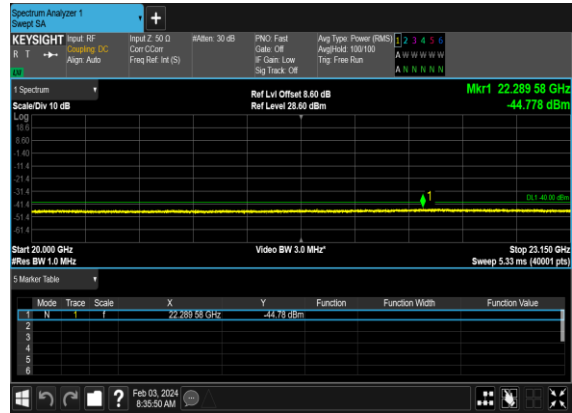 Spectrum Analyzer 1
Swept SA
KEYSIGHT
R T
LXI
Input: RF
Coupling: DC
Align: Auto
Input Z: 50 Ω
Corr CCorr
Freq Ref: Int (S)
#Atten: 30 dB
PNO: Fast
Gate: Off
IF Gain: Low
Sig Track: Off
Avg Type: Power (RMS)
Avg|Hold: 100/100
Trig: Free Run
1 2 3 4 5 6
A W W W W W
A N N N N N
1 Spectrum
Scale/Div 10 dB
Ref Lvl Offset 8.60 dB
Ref Level 28.60 dBm
Mkr1 22.289 58 GHz
-44.778 dBm
Log
18.6
8.60
-1.40
-11.4
-21.4
-31.4
-41.4
-51.4
-61.4
1
DL1 -40.00 dBm
Start 20.000 GHz
#Res BW 1.0 MHz
Video BW 3.0 MHz*
Stop 23.150 GHz
Sweep 5.33 ms (40001 pts)
5 Marker Table
Mode Trace Scale X Y Function Function Width Function Value
1 N 1 f 22.289 58 GHz -44.78 dBm
2
3
4
5
6
? Feb 03, 2024
8:35:50 AM